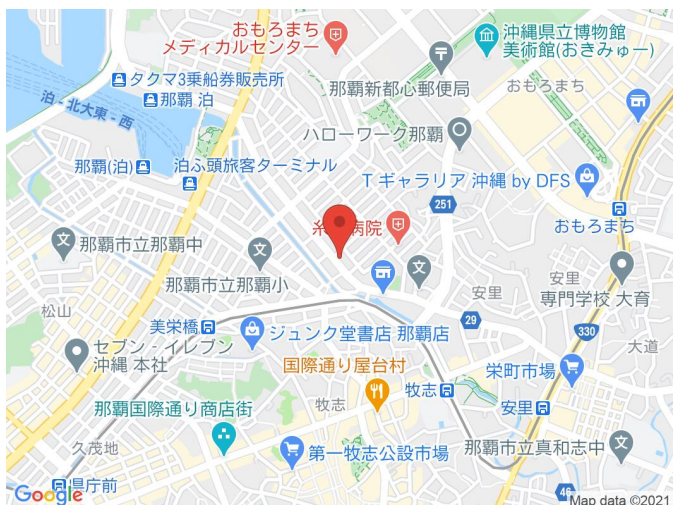 おもろまち
メディカルセンター
沖縄県立博物館
美術館(おきみゅー)
おもろまち
タクマ3乗船券販売所
那覇 泊
泊 - 北大東 - 西
那覇新都心郵便局
ハローワーク那覇
那覇(泊)
泊ふ頭旅客ターミナル
T ギャラリア 沖縄 by DFS
251
おもろまち
病院
那覇市立那覇中
那覇市立那覇小
安里
専門学校 大育
松山
美栄橋
ジュンク堂書店 那覇店
29
330
大道
セブン‐イレブン
沖縄 本社
国際通り屋台村
栄町市場
牧志
牧志
安里
那覇国際通り商店街
久茂地
第一牧志公設市場
那覇市立真和志中
県庁前
46
Google
Map data ©2021